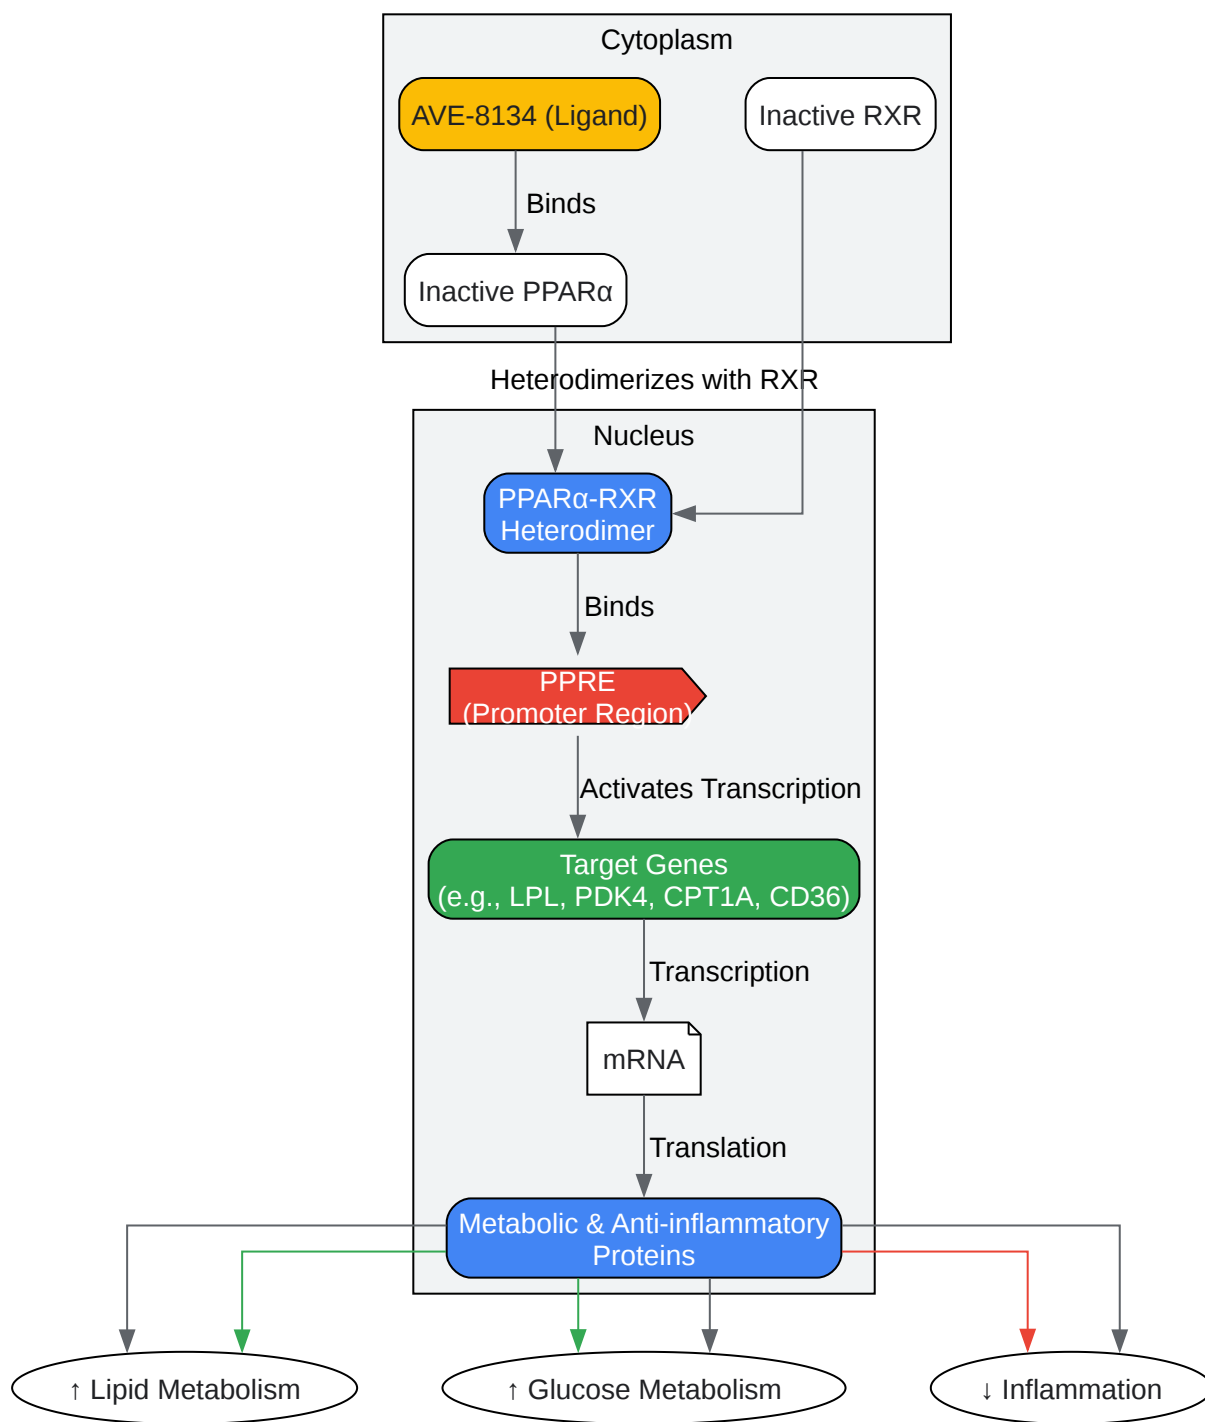 Cytoplasm
AVE-8134 (Ligand)
Inactive RXR
Binds
Inactive PPARα
Heterodimerizes with RXR
Nucleus
PPARα-RXR
Heterodimer
Binds
PPRE
(Promoter Region)
Activates Transcription
Target Genes
(e.g., LPL, PDK4, CPT1A, CD36)
Transcription
mRNA
Translation
Metabolic & Anti-inflammatory
Proteins
↑ Lipid Metabolism
↑ Glucose Metabolism
↓ Inflammation